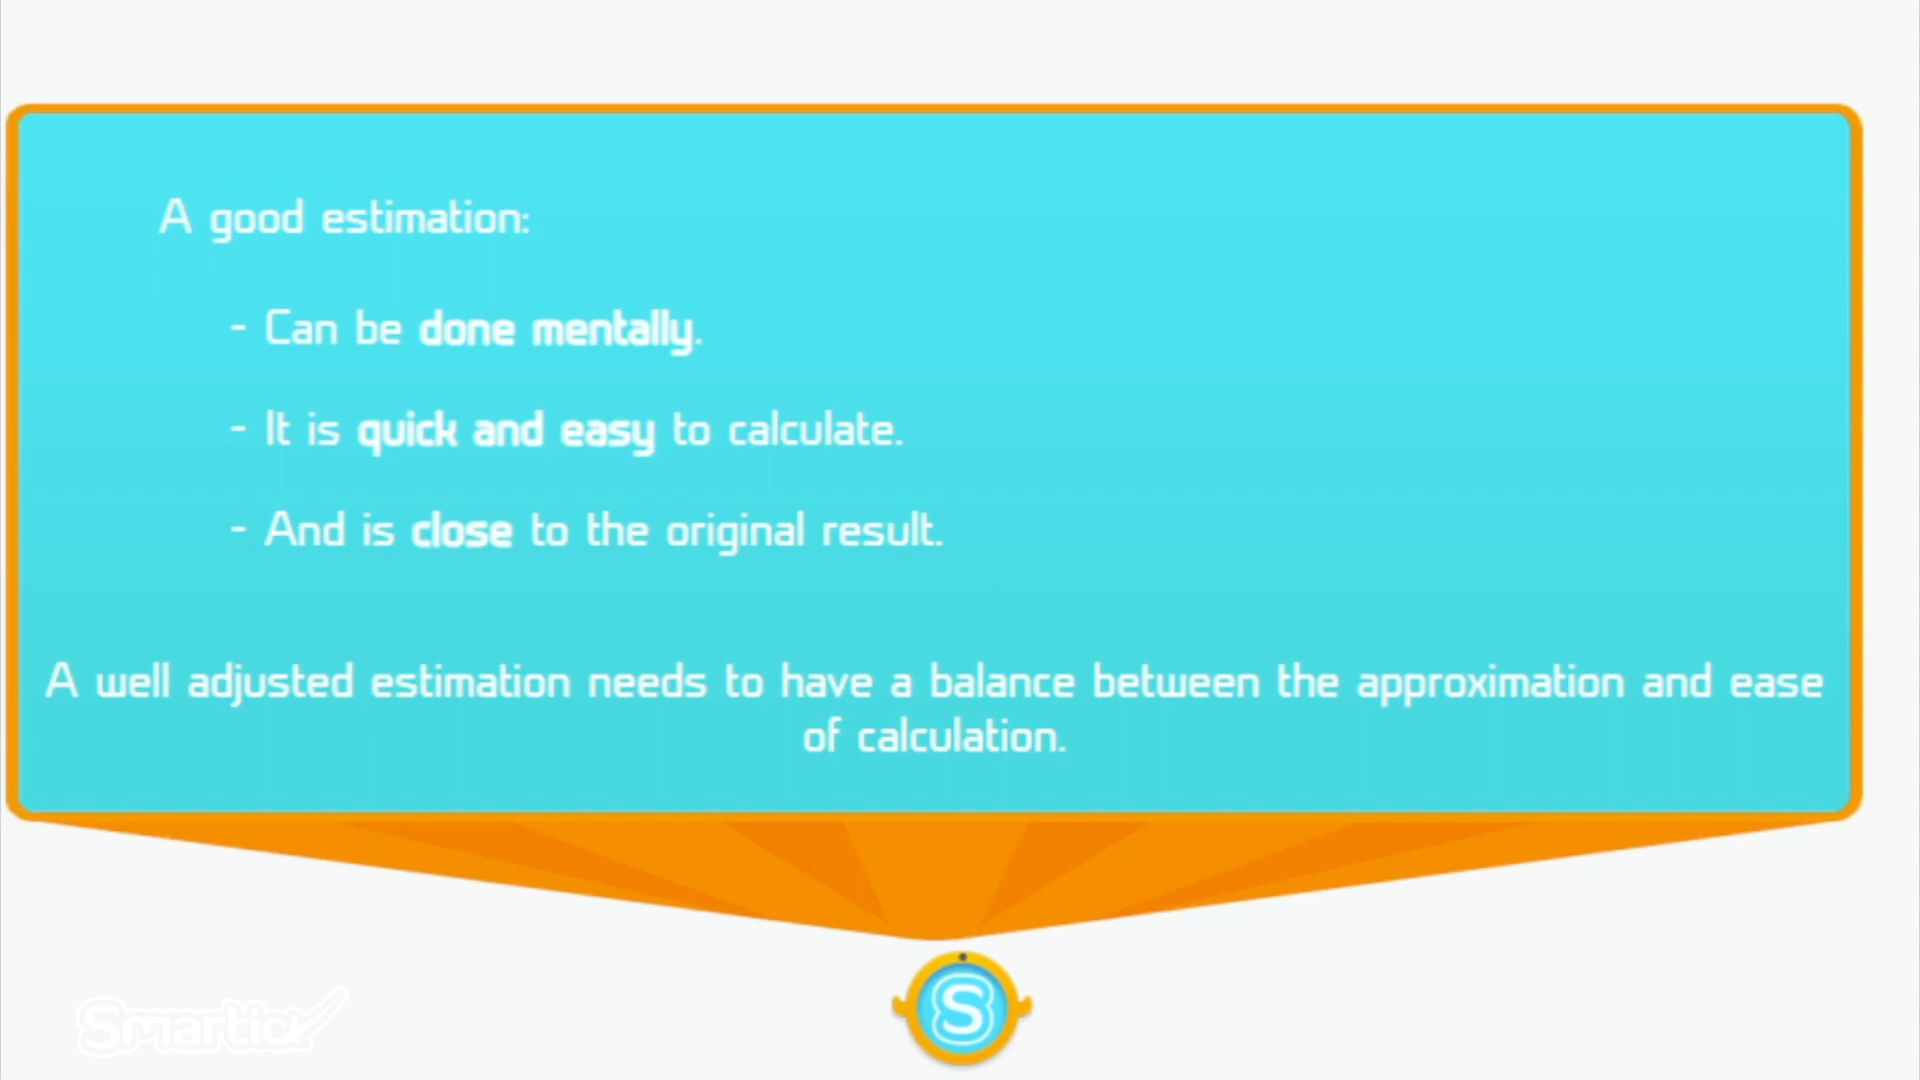 A good estimation:
- Can be done mentally.
- It is quick and easy to calculate.
- And is close to the original result.
A well adjusted estimation needs to have a balance between the approximation and ease
of calculation.
S
Smartick